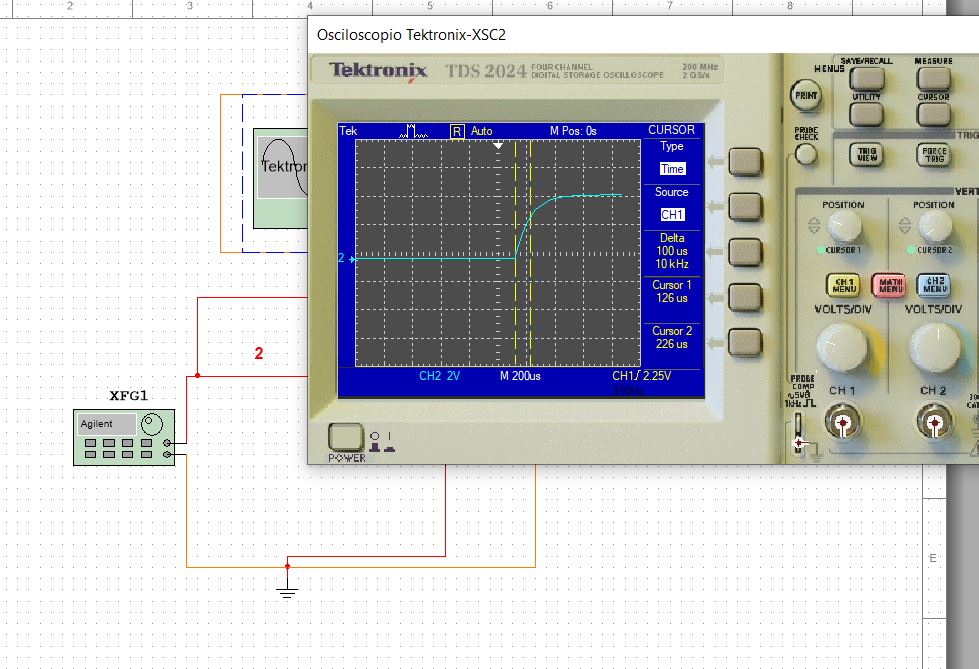 2 3 4 5 6 7 8
Osciloscopio Tektronix-XSC2
Tektronix TDS 2024 FOUR CHANNEL
DIGITAL STORAGE OSCILLOSCOPE
200 MHz
2 GS/s
Tek R Auto M Pos: 0s CURSOR
Type
Time
Source
CH1
Delta
100 us
10 kHz
Cursor 1
126 us
Cursor 2
226 us
2
CH2 2V M 200us CH1/ 2.25V
POWER
MENUS
SAVE/RECALL
MEASURE
PRINT
UTILITY
CURSOR
PROBE
CHECK
TRIG
TRIG
VIEW
FORCE
TRIG
VERT
POSITION
POSITION
CURSOR 1
CURSOR 2
CH 1
MENU
MATH
MENU
CH 2
MENU
VOLTS/DIV
VOLTS/DIV
PROBE
COMP
~5V@
1kHz
CH 1
CH 2
Tektron
2
XFG1
Agilent
E